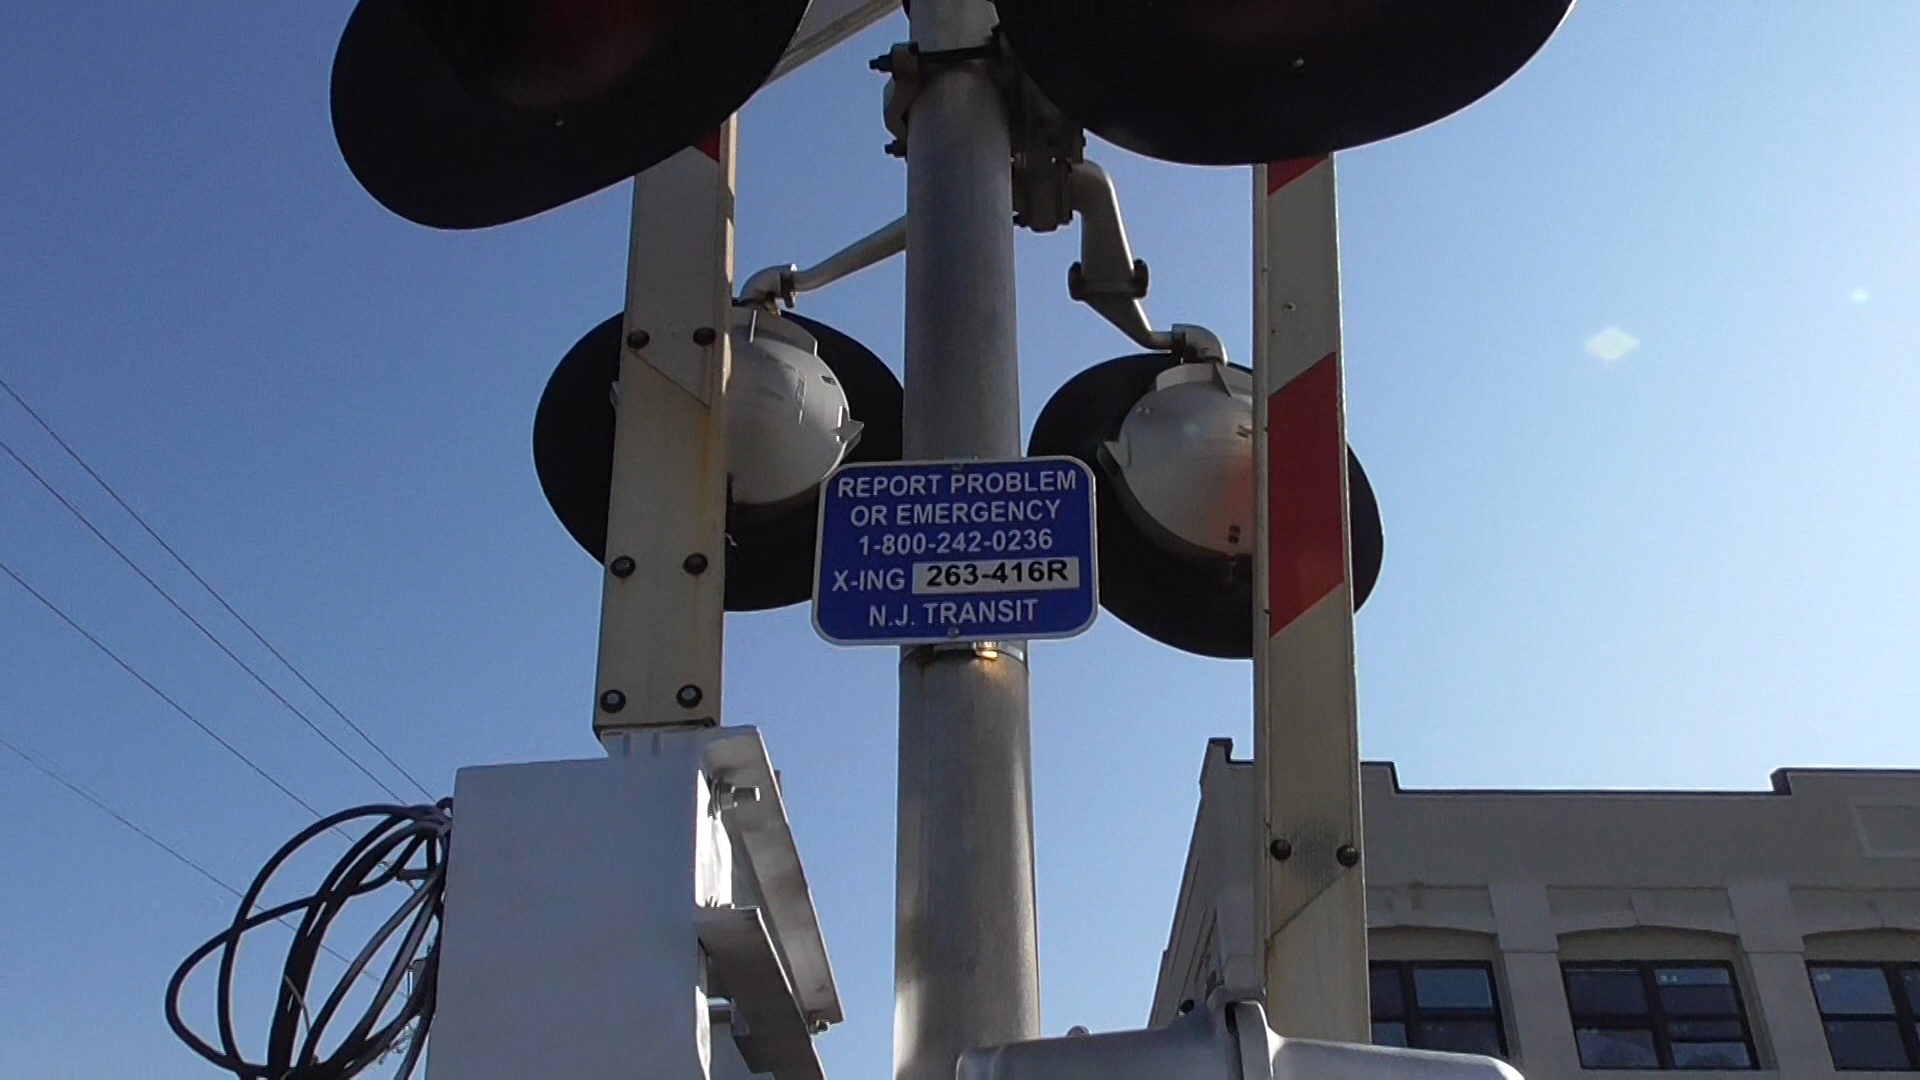 REPORT PROBLEM
OR EMERGENCY
1-800-242-0236
X-ING 263-416R
N.J. TRANSIT